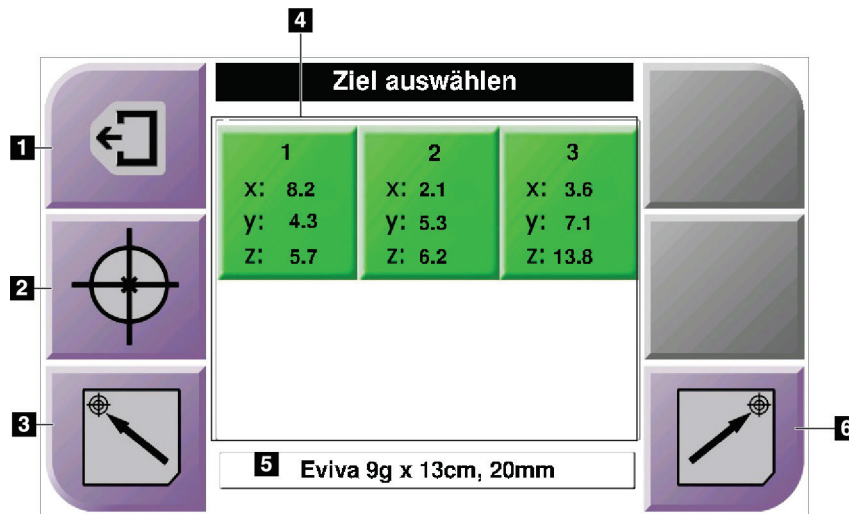 4
Ziel auswählen
1
1 2 3
x: 8.2 x: 2.1 x: 3.6
y: 4.3 y: 5.3 y: 7.1
z: 5.7 z: 6.2 z: 13.8
2
3
6
5 Eviva 9g x 13cm, 20mm